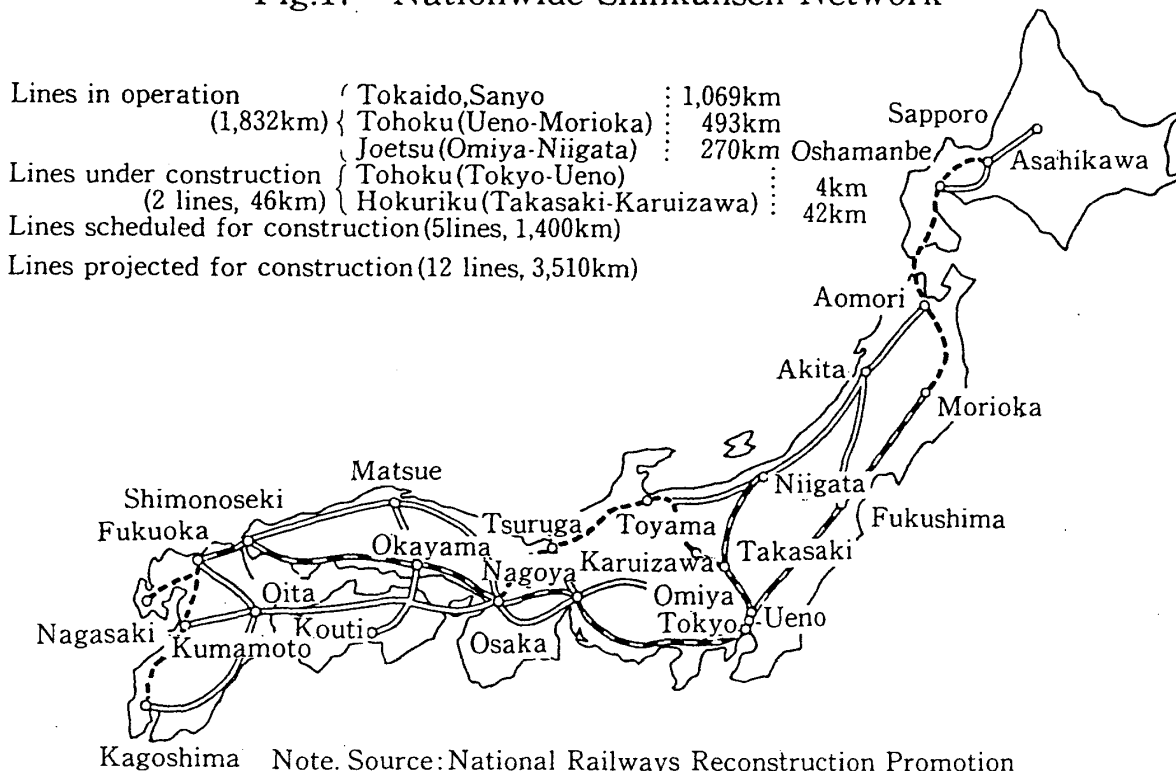 Fig.17 Nationwide Shinkansen Network
Lines in operation
(1,832km)
Tokaido,Sanyo : 1,069km
Tohoku(Ueno-Morioka) : 493km
Joetsu(Omiya-Niigata) : 270km
Lines under construction
(2 lines, 46km)
Tohoku(Tokyo-Ueno) : 4km
Hokuriku(Takasaki-Karuizawa) : 42km
Lines scheduled for construction(5lines, 1,400km)
Lines projected for construction(12 lines, 3,510km)
Sapporo
Oshamanbe
Asahikawa
Aomori
Akita
Morioka
Niigata
Fukushima
Matsue
Shimonoseki
Fukuoka
Tsuruga
Toyama
Okayama
Nagoya
Karuizawa
Takasaki
Oita
Omiya
Tokyo
Ueno
Nagasaki
Kumamoto
Kouti
Osaka
Kagoshima
Note. Source:National Railways Reconstruction Promotion